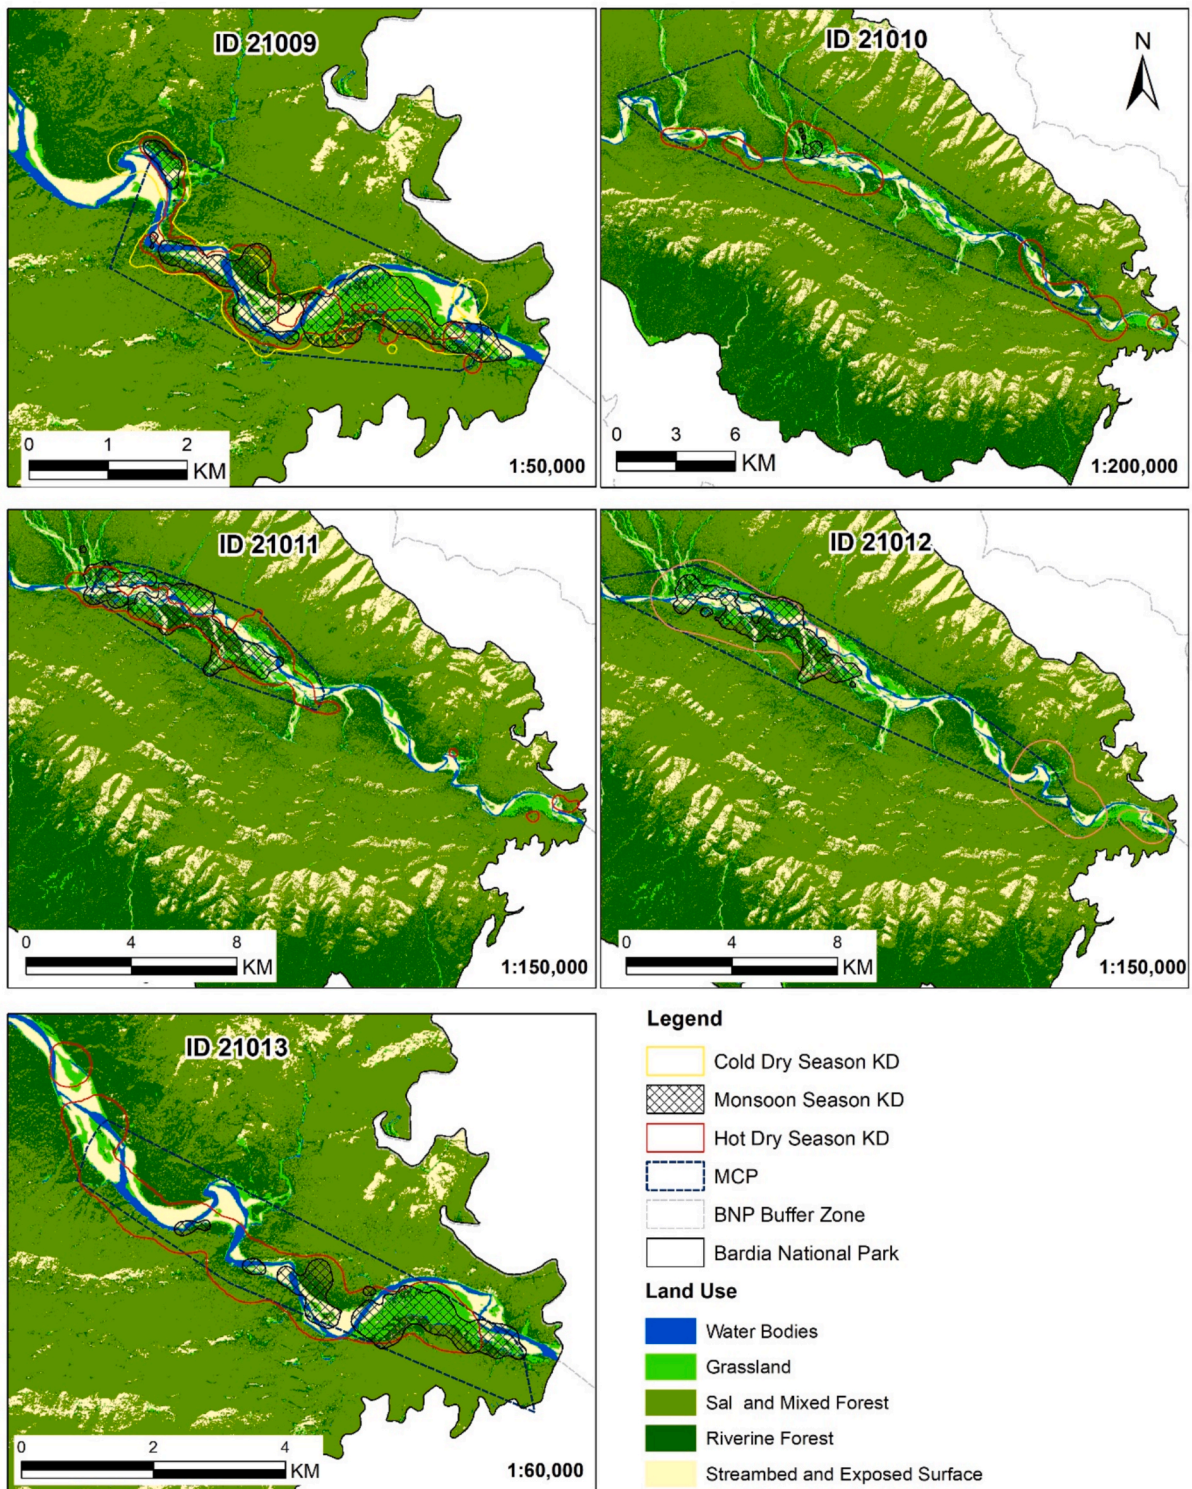 ID 21009
0 1 2
KM
1:50,000
ID 21010
N
0 3 6
KM
1:200,000
ID 21011
0 4 8
KM
1:150,000
ID 21012
0 4 8
KM
1:150,000
ID 21013
0 2 4
KM
1:60,000
Legend
Cold Dry Season KD
Monsoon Season KD
Hot Dry Season KD
MCP
BNP Buffer Zone
Bardia National Park
Land Use
Water Bodies
Grassland
Sal and Mixed Forest
Riverine Forest
Streambed and Exposed Surface